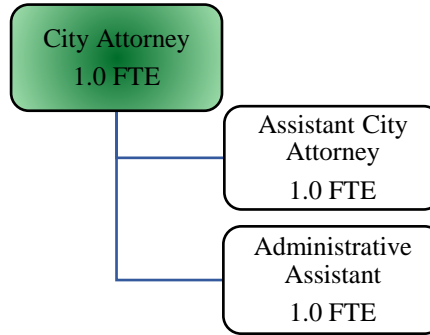 City Attorney
1.0 FTE
Assistant City
Attorney
1.0 FTE
Administrative
Assistant
1.0 FTE